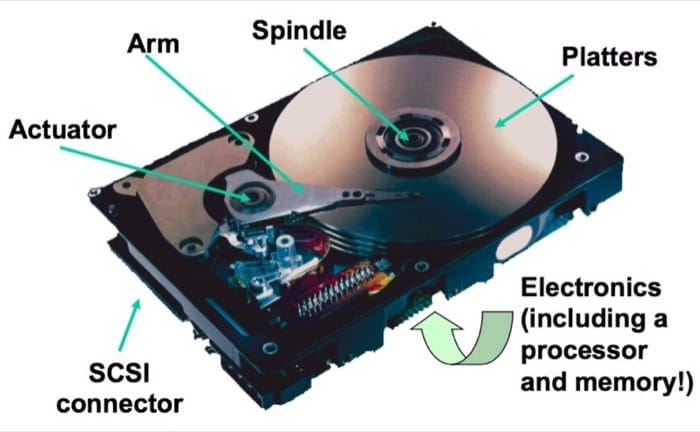 Spindle
Arm
Platters
Actuator
Electronics
(including a
processor
and memory!)
SCSI
connector